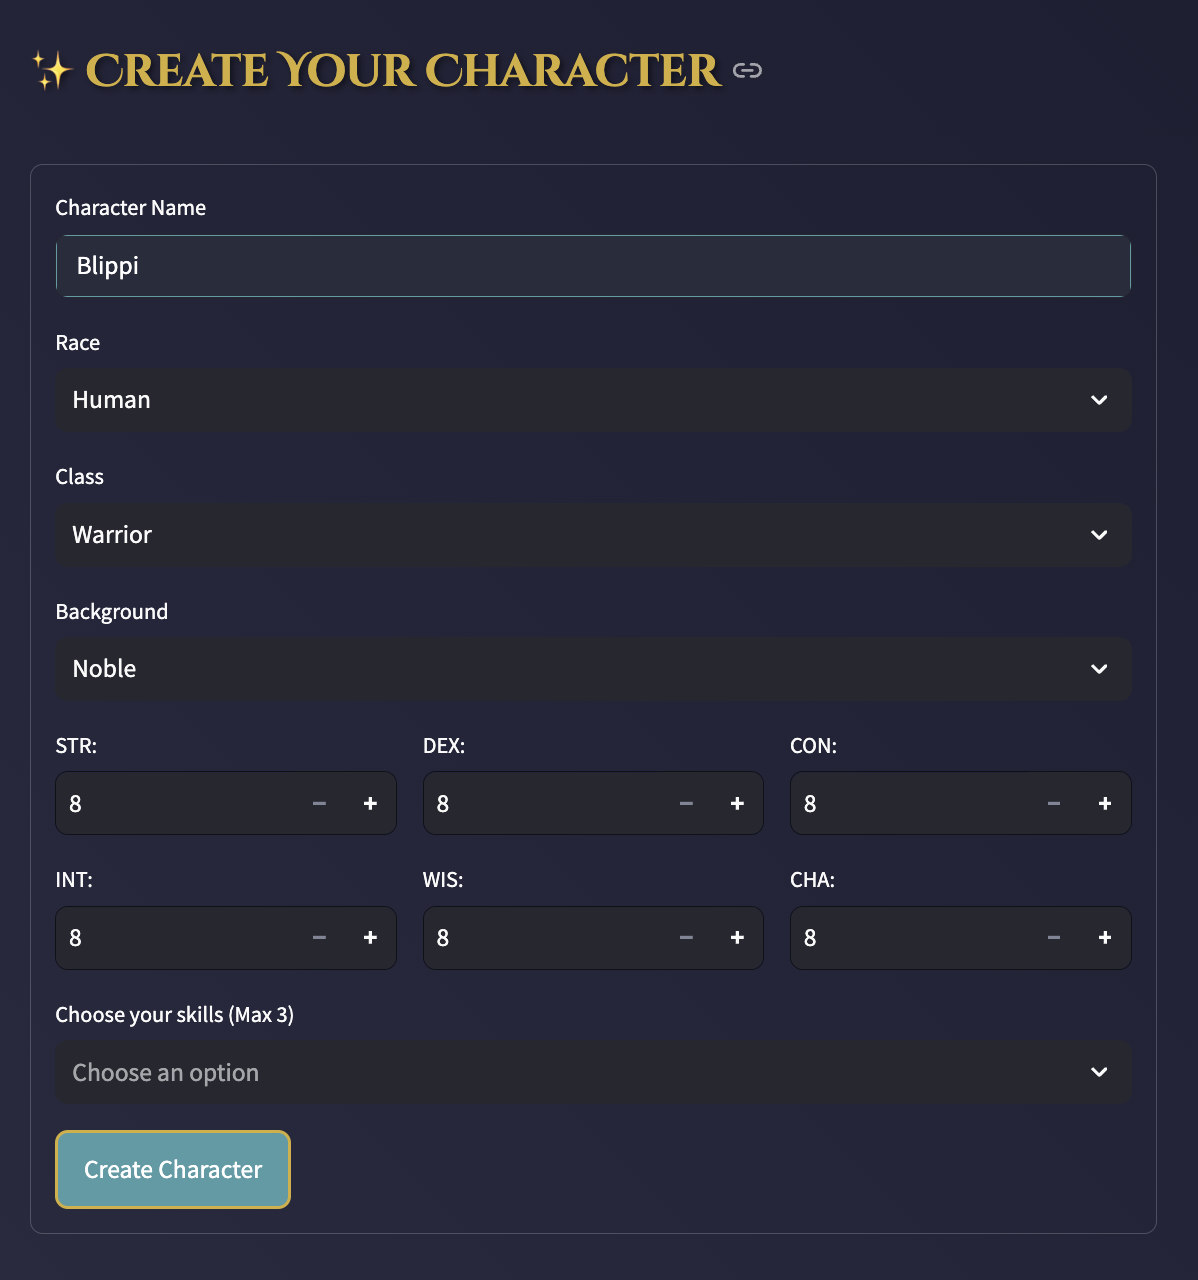 ✨ Create Your Character
Character Name
Blippi
Race
Human
Class
Warrior
Background
Noble
STR: DEX: CON:
8 − + 8 − + 8 − +
INT: WIS: CHA:
8 − + 8 − + 8 − +
Choose your skills (Max 3)
Choose an option
Create Character